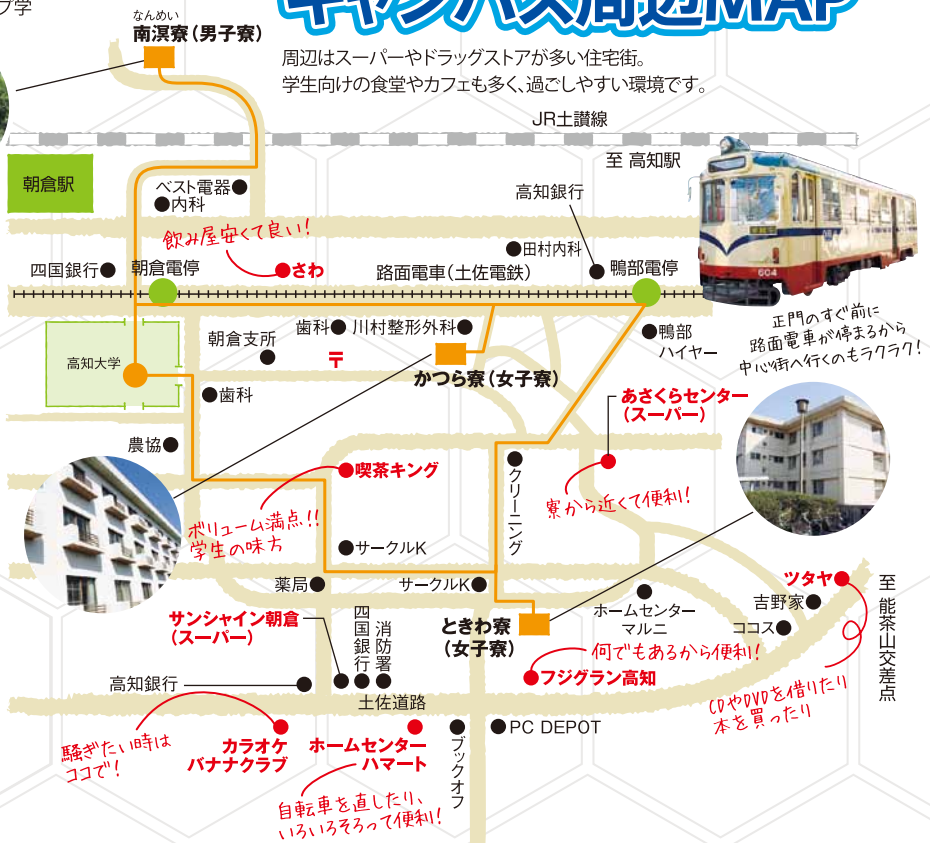 プ学
キャンパス周辺MAP
なんめい
南溟寮(男子寮)
周辺はスーパーやドラッグストアが多い住宅街。
学生向けの食堂やカフェも多く、過ごしやすい環境です。
JR土讃線
至 高知駅
朝倉駅
ベスト電器
内科
高知銀行
飲み屋安くて良い!
田村内科
四国銀行
朝倉電停
さわ
路面電車(土佐電鉄)
鴨部電停
604
正門のすぐ前に
路面電車が停まるから
中心街へ行くのもラクラク!
高知大学
朝倉支所
歯科
川村整形外科
鴨部
ハイヤー
〒
かつら寮(女子寮)
歯科
あさくらセンター
(スーパー)
農協
喫茶キング
クリーニング
寮から近くて便利!
ボリューム満点!!
学生の味方
サークルK
薬局
サークルK
ホームセンター
マルニ
ツタヤ
吉野家
ココス
至 能茶山交差点
サンシャイン朝倉
(スーパー)
四国銀行
消防署
ときわ寮
(女子寮)
何でもあるから便利!
フジグラン高知
高知銀行
土佐道路
CDやDVDを借りたり
本を買ったり
騒ぎたい時は
ココで!
カラオケ
バナナクラブ
ホームセンター
ハマート
ブックオフ
PC DEPOT
自転車を直したり、
いろいろそろって便利!